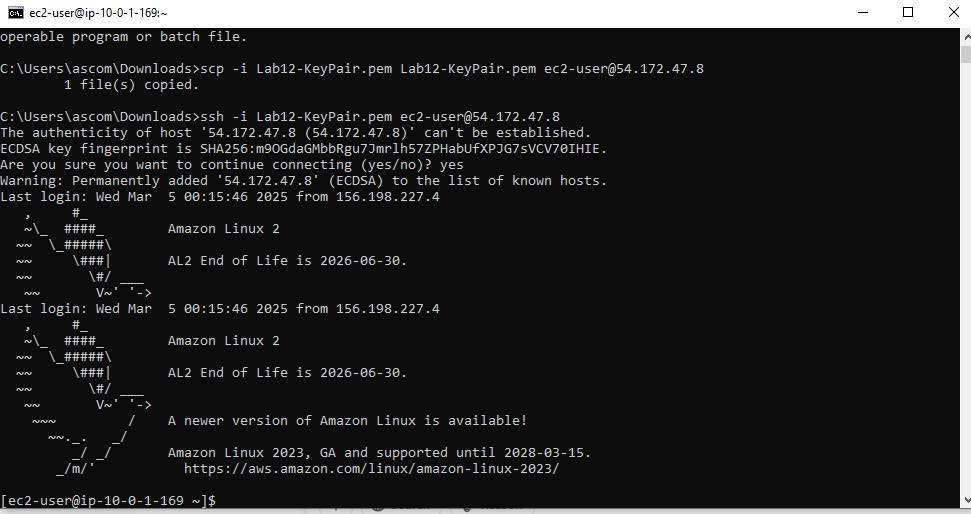 ec2-user@ip-10-0-1-169:~
operable program or batch file.
C:\Users\ascom\Downloads>scp -i Lab12-KeyPair.pem Lab12-KeyPair.pem ec2-user@54.172.47.8
        1 file(s) copied.
C:\Users\ascom\Downloads>ssh -i Lab12-KeyPair.pem ec2-user@54.172.47.8
The authenticity of host '54.172.47.8 (54.172.47.8)' can't be established.
ECDSA key fingerprint is SHA256:m9OGdaGMbbRgu7Jmrlh57ZPHabUfXPJG7sVCV70IHIE.
Are you sure you want to continue connecting (yes/no)? yes
Warning: Permanently added '54.172.47.8' (ECDSA) to the list of known hosts.
Last login: Wed Mar  5 00:15:46 2025 from 156.198.227.4
   ,     #_
   ~\_  ####_        Amazon Linux 2
  ~~  \_#####\
  ~~     \###|       AL2 End of Life is 2026-06-30.
  ~~       \#/ ___
   ~~       V~' '->
Last login: Wed Mar  5 00:15:46 2025 from 156.198.227.4
   ,     #_
   ~\_  ####_        Amazon Linux 2
  ~~  \_#####\
  ~~     \###|       AL2 End of Life is 2026-06-30.
  ~~       \#/ ___
   ~~       V~' '->
    ~~~         /    A newer version of Amazon Linux is available!
      ~~._.   _/
         _/ _/       Amazon Linux 2023, GA and supported until 2028-03-15.
       _/m/'           https://aws.amazon.com/linux/amazon-linux-2023/
[ec2-user@ip-10-0-1-169 ~]$